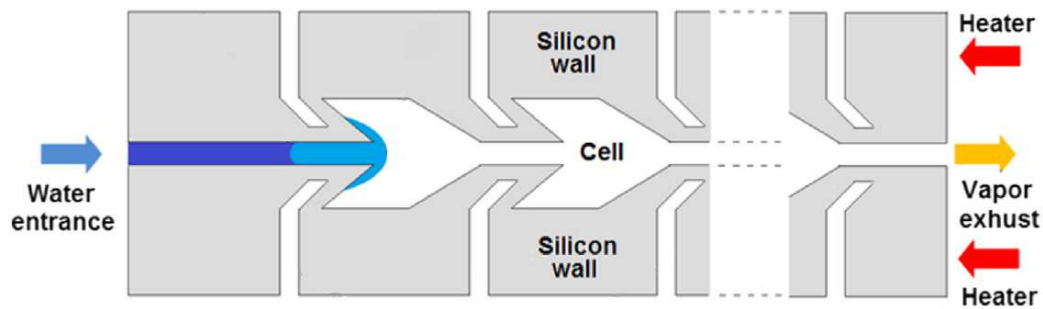 Heater
Silicon
wall
Cell
Water
entrance
Vapor
exhust
Silicon
wall
Heater